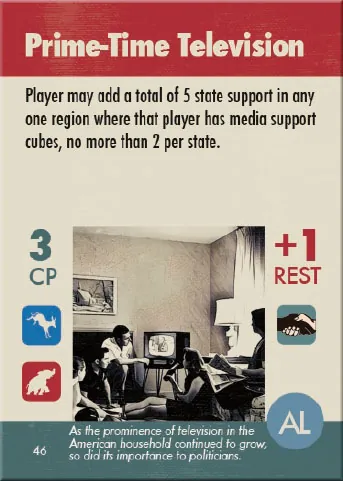 Prime-Time Television
Player may add a total of 5 state support in any
one region where that player has media support
cubes, no more than 2 per state.
3
CP
+1
REST
AL
46
As the prominence of television in the
American household continued to grow,
so did its importance to politicians.